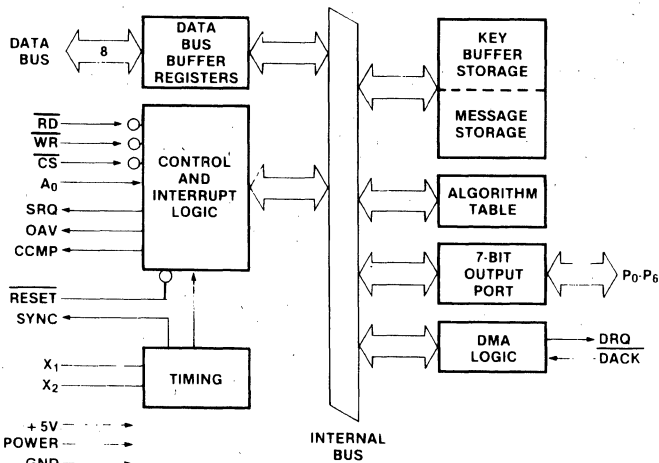 DATA
BUS
8
DATA
BUS
BUFFER
REGISTERS
RD
WR
CS
A0
SRQ
OAV
CCMP
CONTROL
AND
INTERRUPT
LOGIC
RESET
SYNC
X1
X2
TIMING
+5V
POWER
GND
INTERNAL
BUS
KEY
BUFFER
STORAGE
MESSAGE
STORAGE
ALGORITHM
TABLE
7-BIT
OUTPUT
PORT
P0-P6
DMA
LOGIC
DRQ
DACK